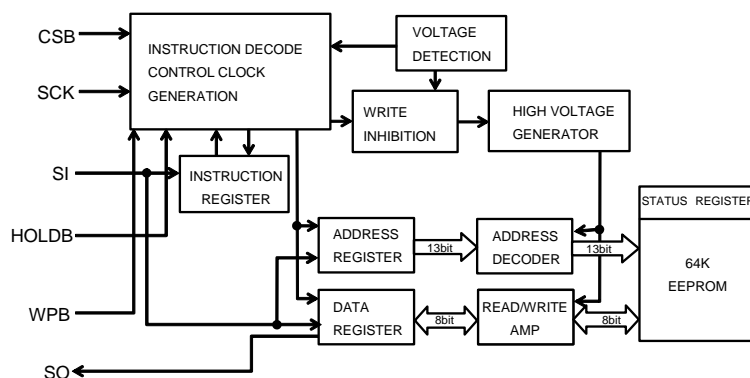 CSB
SCK
SI
HOLDB
WPB
SO
INSTRUCTION DECODE
CONTROL CLOCK
GENERATION
VOLTAGE
DETECTION
WRITE
INHIBITION
HIGH VOLTAGE
GENERATOR
INSTRUCTION
REGISTER
ADDRESS
REGISTER
13bit
ADDRESS
DECODER
13bit
DATA
REGISTER
8bit
READ/WRITE
AMP
8bit
STATUS REGISTER
64K
EEPROM